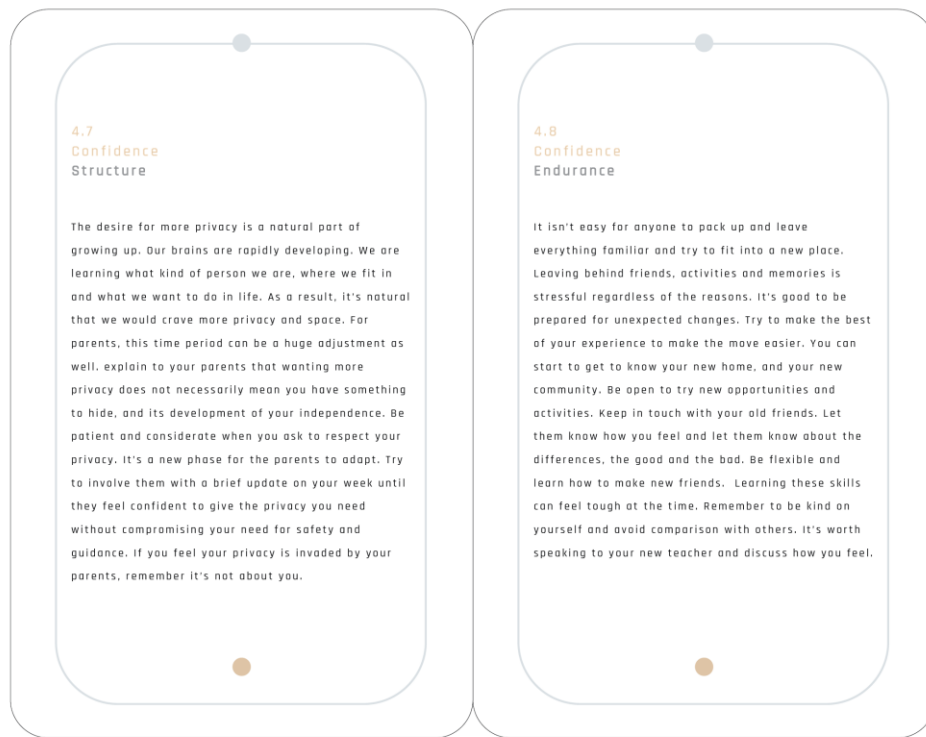 4.7
Confidence
Structure
The desire for more privacy is a natural part of
growing up. Our brains are rapidly developing. We are
learning what kind of person we are, where we fit in
and what we want to do in life. As a result, it's natural
that we would crave more privacy and space. For
parents, this time period can be a huge adjustment as
well. explain to your parents that wanting more
privacy does not necessarily mean you have something
to hide, and its development of your independence. Be
patient and considerate when you ask to respect your
privacy. It's a new phase for the parents to adapt. Try
to involve them with a brief update on your week until
they feel confident to give the privacy you need
without compromising your need for safety and
guidance. If you feel your privacy is invaded by your
parents, remember it's not about you.
4.8
Confidence
Endurance
It isn't easy for anyone to pack up and leave
everything familiar and try to fit into a new place.
Leaving behind friends, activities and memories is
stressful regardless of the reasons. It's good to be
prepared for unexpected changes. Try to make the best
of your experience to make the move easier. You can
start to get to know your new home, and your new
community. Be open to try new opportunities and
activities. Keep in touch with your old friends. Let
them know how you feel and let them know about the
differences, the good and the bad. Be flexible and
learn how to make new friends.  Learning these skills
can feel tough at the time. Remember to be kind on
yourself and avoid comparison with others. It's worth
speaking to your new teacher and discuss how you feel.